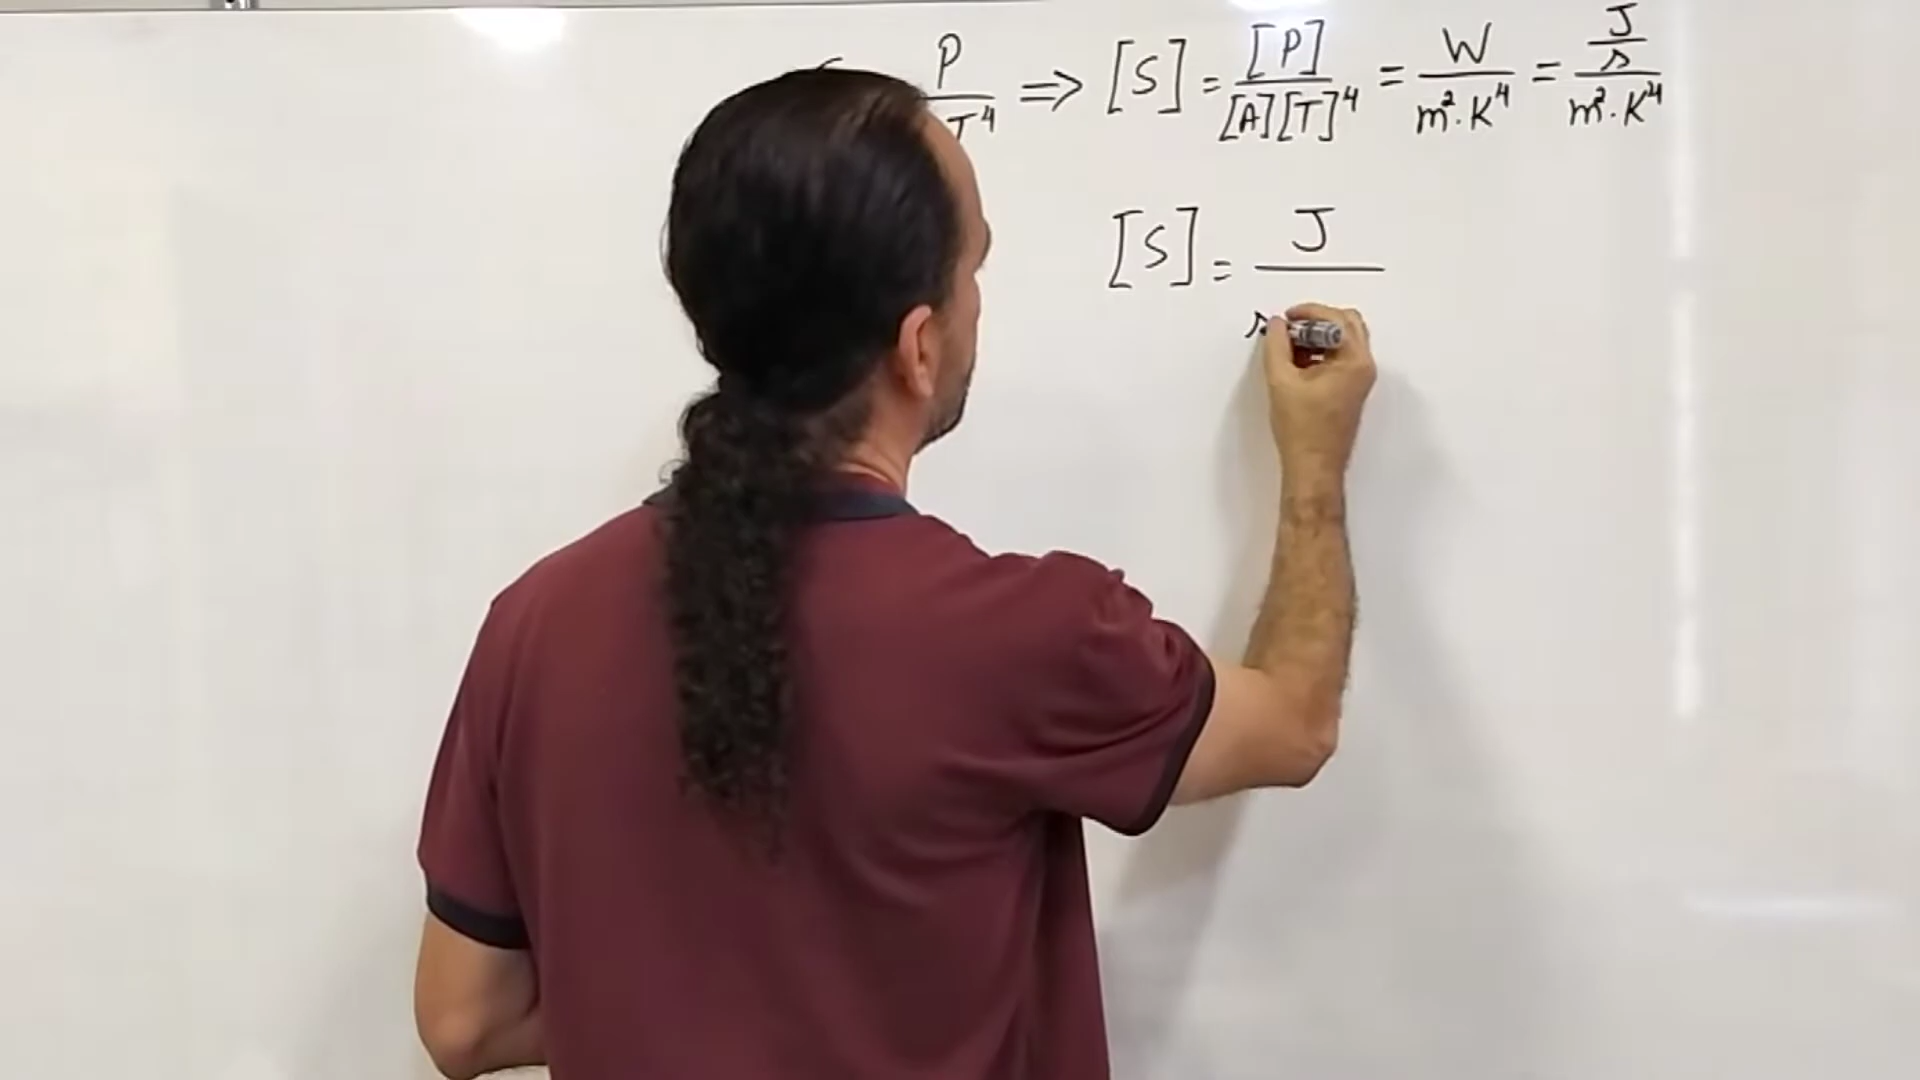 P/T⁴ ⇒ [S] = [P]/[A][T]⁴ = W/m²·K⁴ = J/s/m²·K⁴
[S] = J/s